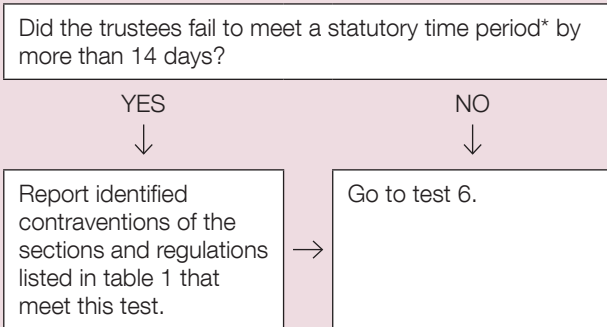 Did the trustees fail to meet a statutory time period* by
more than 14 days?
YES
NO
Report identified
contraventions of the
sections and regulations
listed in table 1 that
meet this test.
Go to test 6.